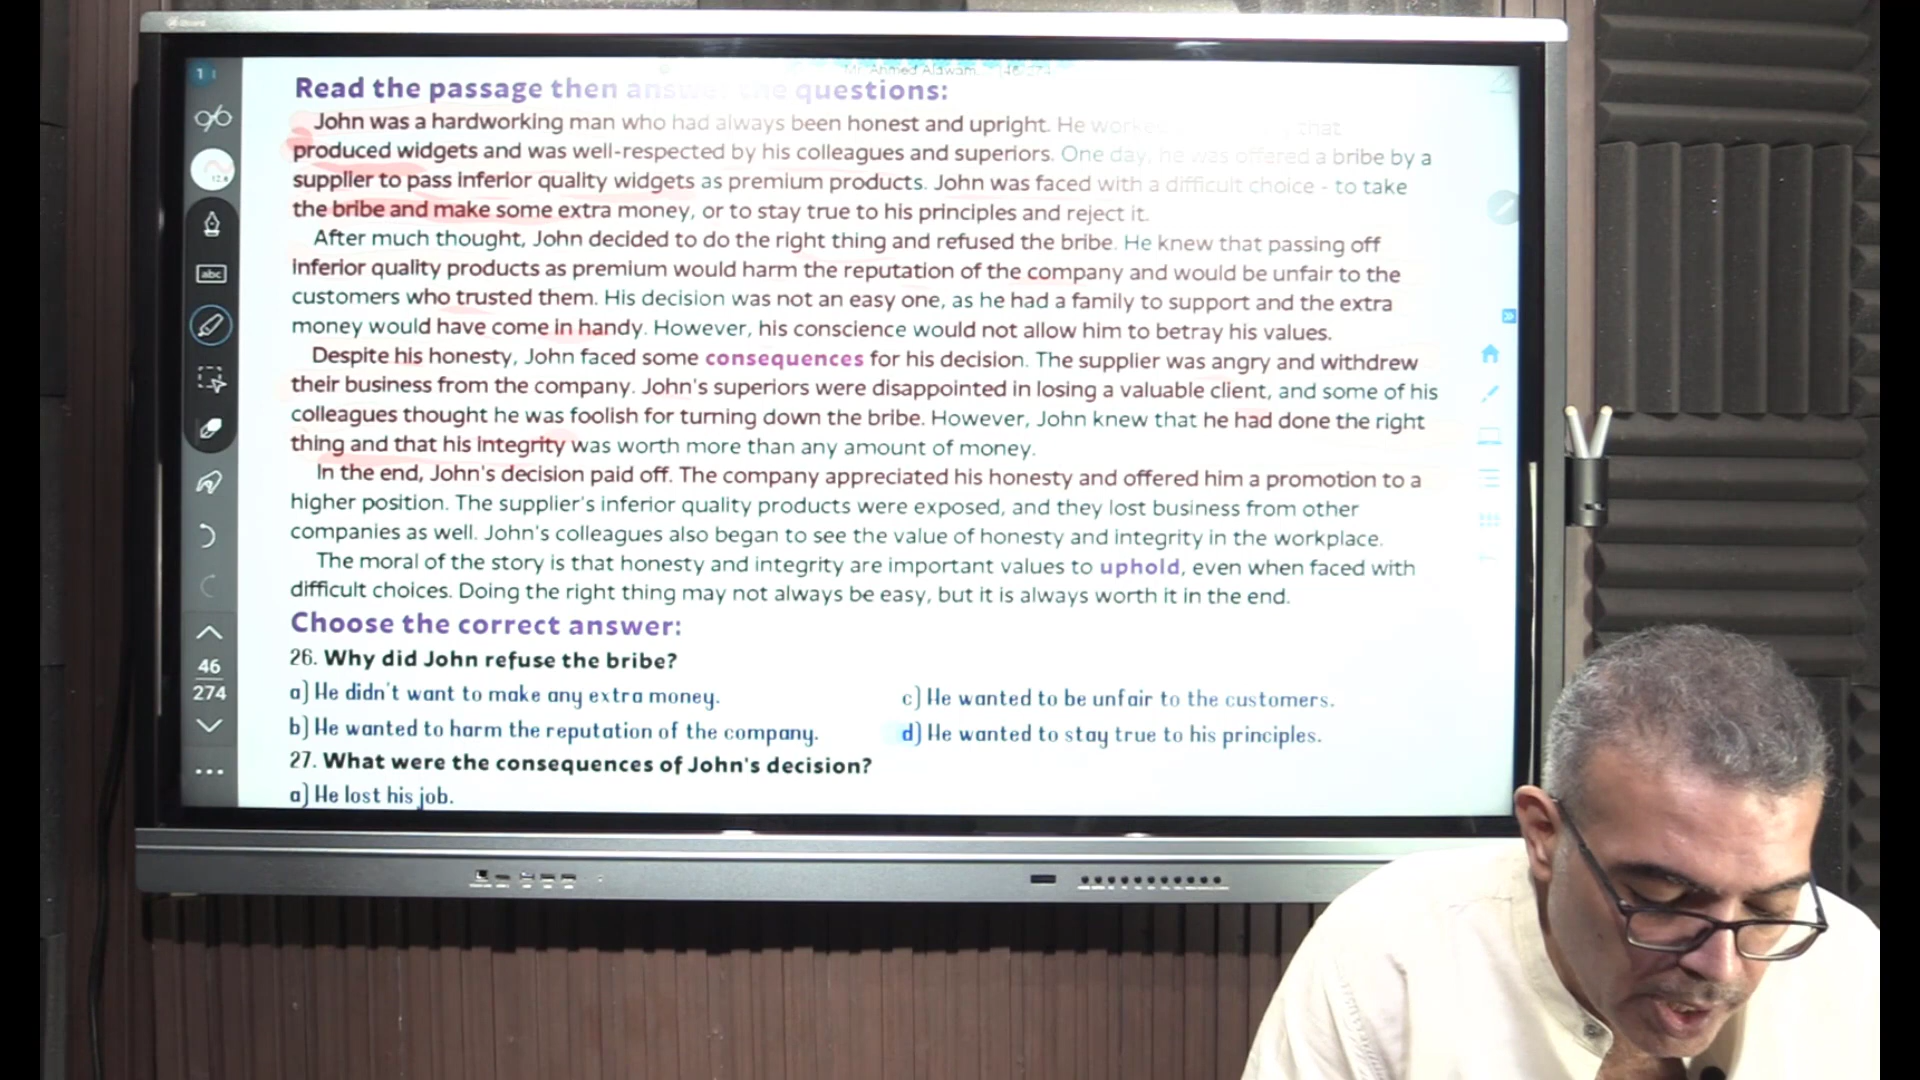 Read the passage then answer the questions:
John was a hardworking man who had always been honest and upright. He worked that
produced widgets and was well-respected by his colleagues and superiors. One day, he was offered a bribe by a
supplier to pass inferior quality widgets as premium products. John was faced with a difficult choice - to take
the bribe and make some extra money, or to stay true to his principles and reject it.
After much thought, John decided to do the right thing and refused the bribe. He knew that passing off
inferior quality products as premium would harm the reputation of the company and would be unfair to the
customers who trusted them. His decision was not an easy one, as he had a family to support and the extra
money would have come in handy. However, his conscience would not allow him to betray his values.
Despite his honesty, John faced some consequences for his decision. The supplier was angry and withdrew
their business from the company. John's superiors were disappointed in losing a valuable client, and some of his
colleagues thought he was foolish for turning down the bribe. However, John knew that he had done the right
thing and that his integrity was worth more than any amount of money.
In the end, John's decision paid off. The company appreciated his honesty and offered him a promotion to a
higher position. The supplier's inferior quality products were exposed, and they lost business from other
companies as well. John's colleagues also began to see the value of honesty and integrity in the workplace.
The moral of the story is that honesty and integrity are important values to uphold, even when faced with
difficult choices. Doing the right thing may not always be easy, but it is always worth it in the end.
Choose the correct answer:
26. Why did John refuse the bribe?
a) He didn't want to make any extra money.
c) He wanted to be unfair to the customers.
b) He wanted to harm the reputation of the company.
d) He wanted to stay true to his principles.
27. What were the consequences of John's decision?
a) He lost his job.
abc
46
274